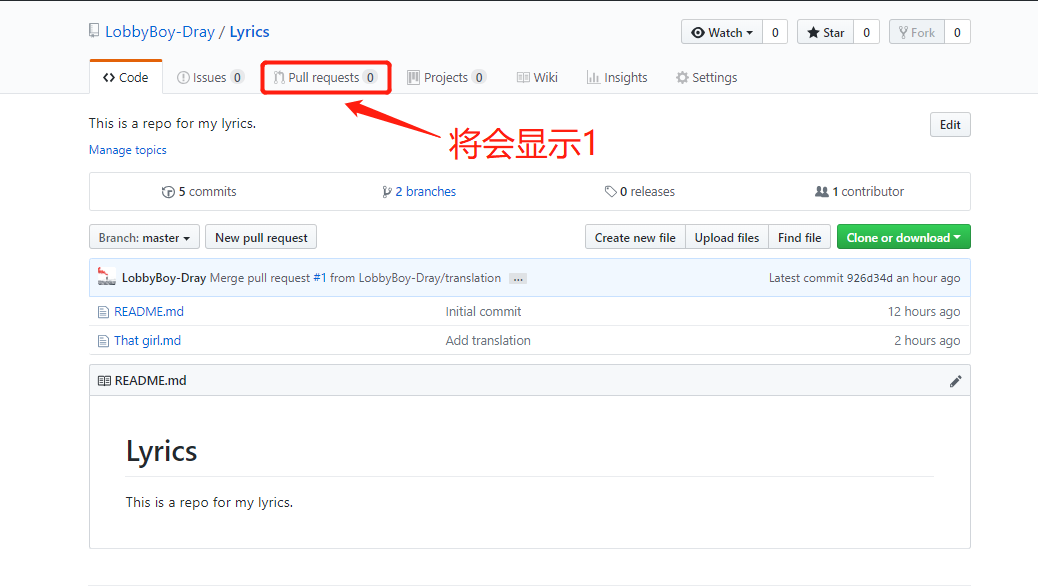 LobbyBoy-Dray / Lyrics
Watch 0 Star 0 Fork 0
Code Issues 0 Pull requests 0 Projects 0 Wiki Insights Settings
This is a repo for my lyrics. Edit
Manage topics
将会显示1
5 commits 2 branches 0 releases 1 contributor
Branch: master New pull request Create new file Upload files Find file Clone or download
LobbyBoy-Dray Merge pull request #1 from LobbyBoy-Dray/translation ... Latest commit 926d34d an hour ago
README.md Initial commit 12 hours ago
That girl.md Add translation 2 hours ago
README.md
Lyrics
This is a repo for my lyrics.